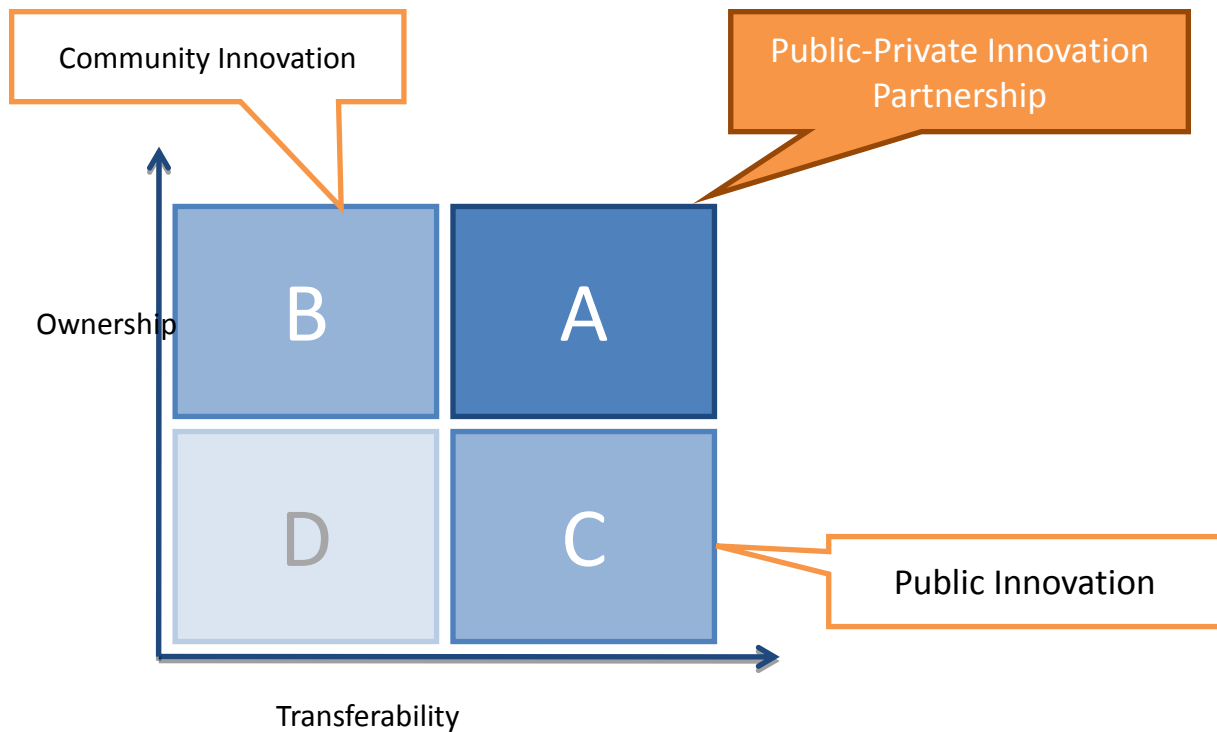 Community Innovation
Public-Private Innovation
Partnership
Ownership
B
A
D
C
Public Innovation
Transferability